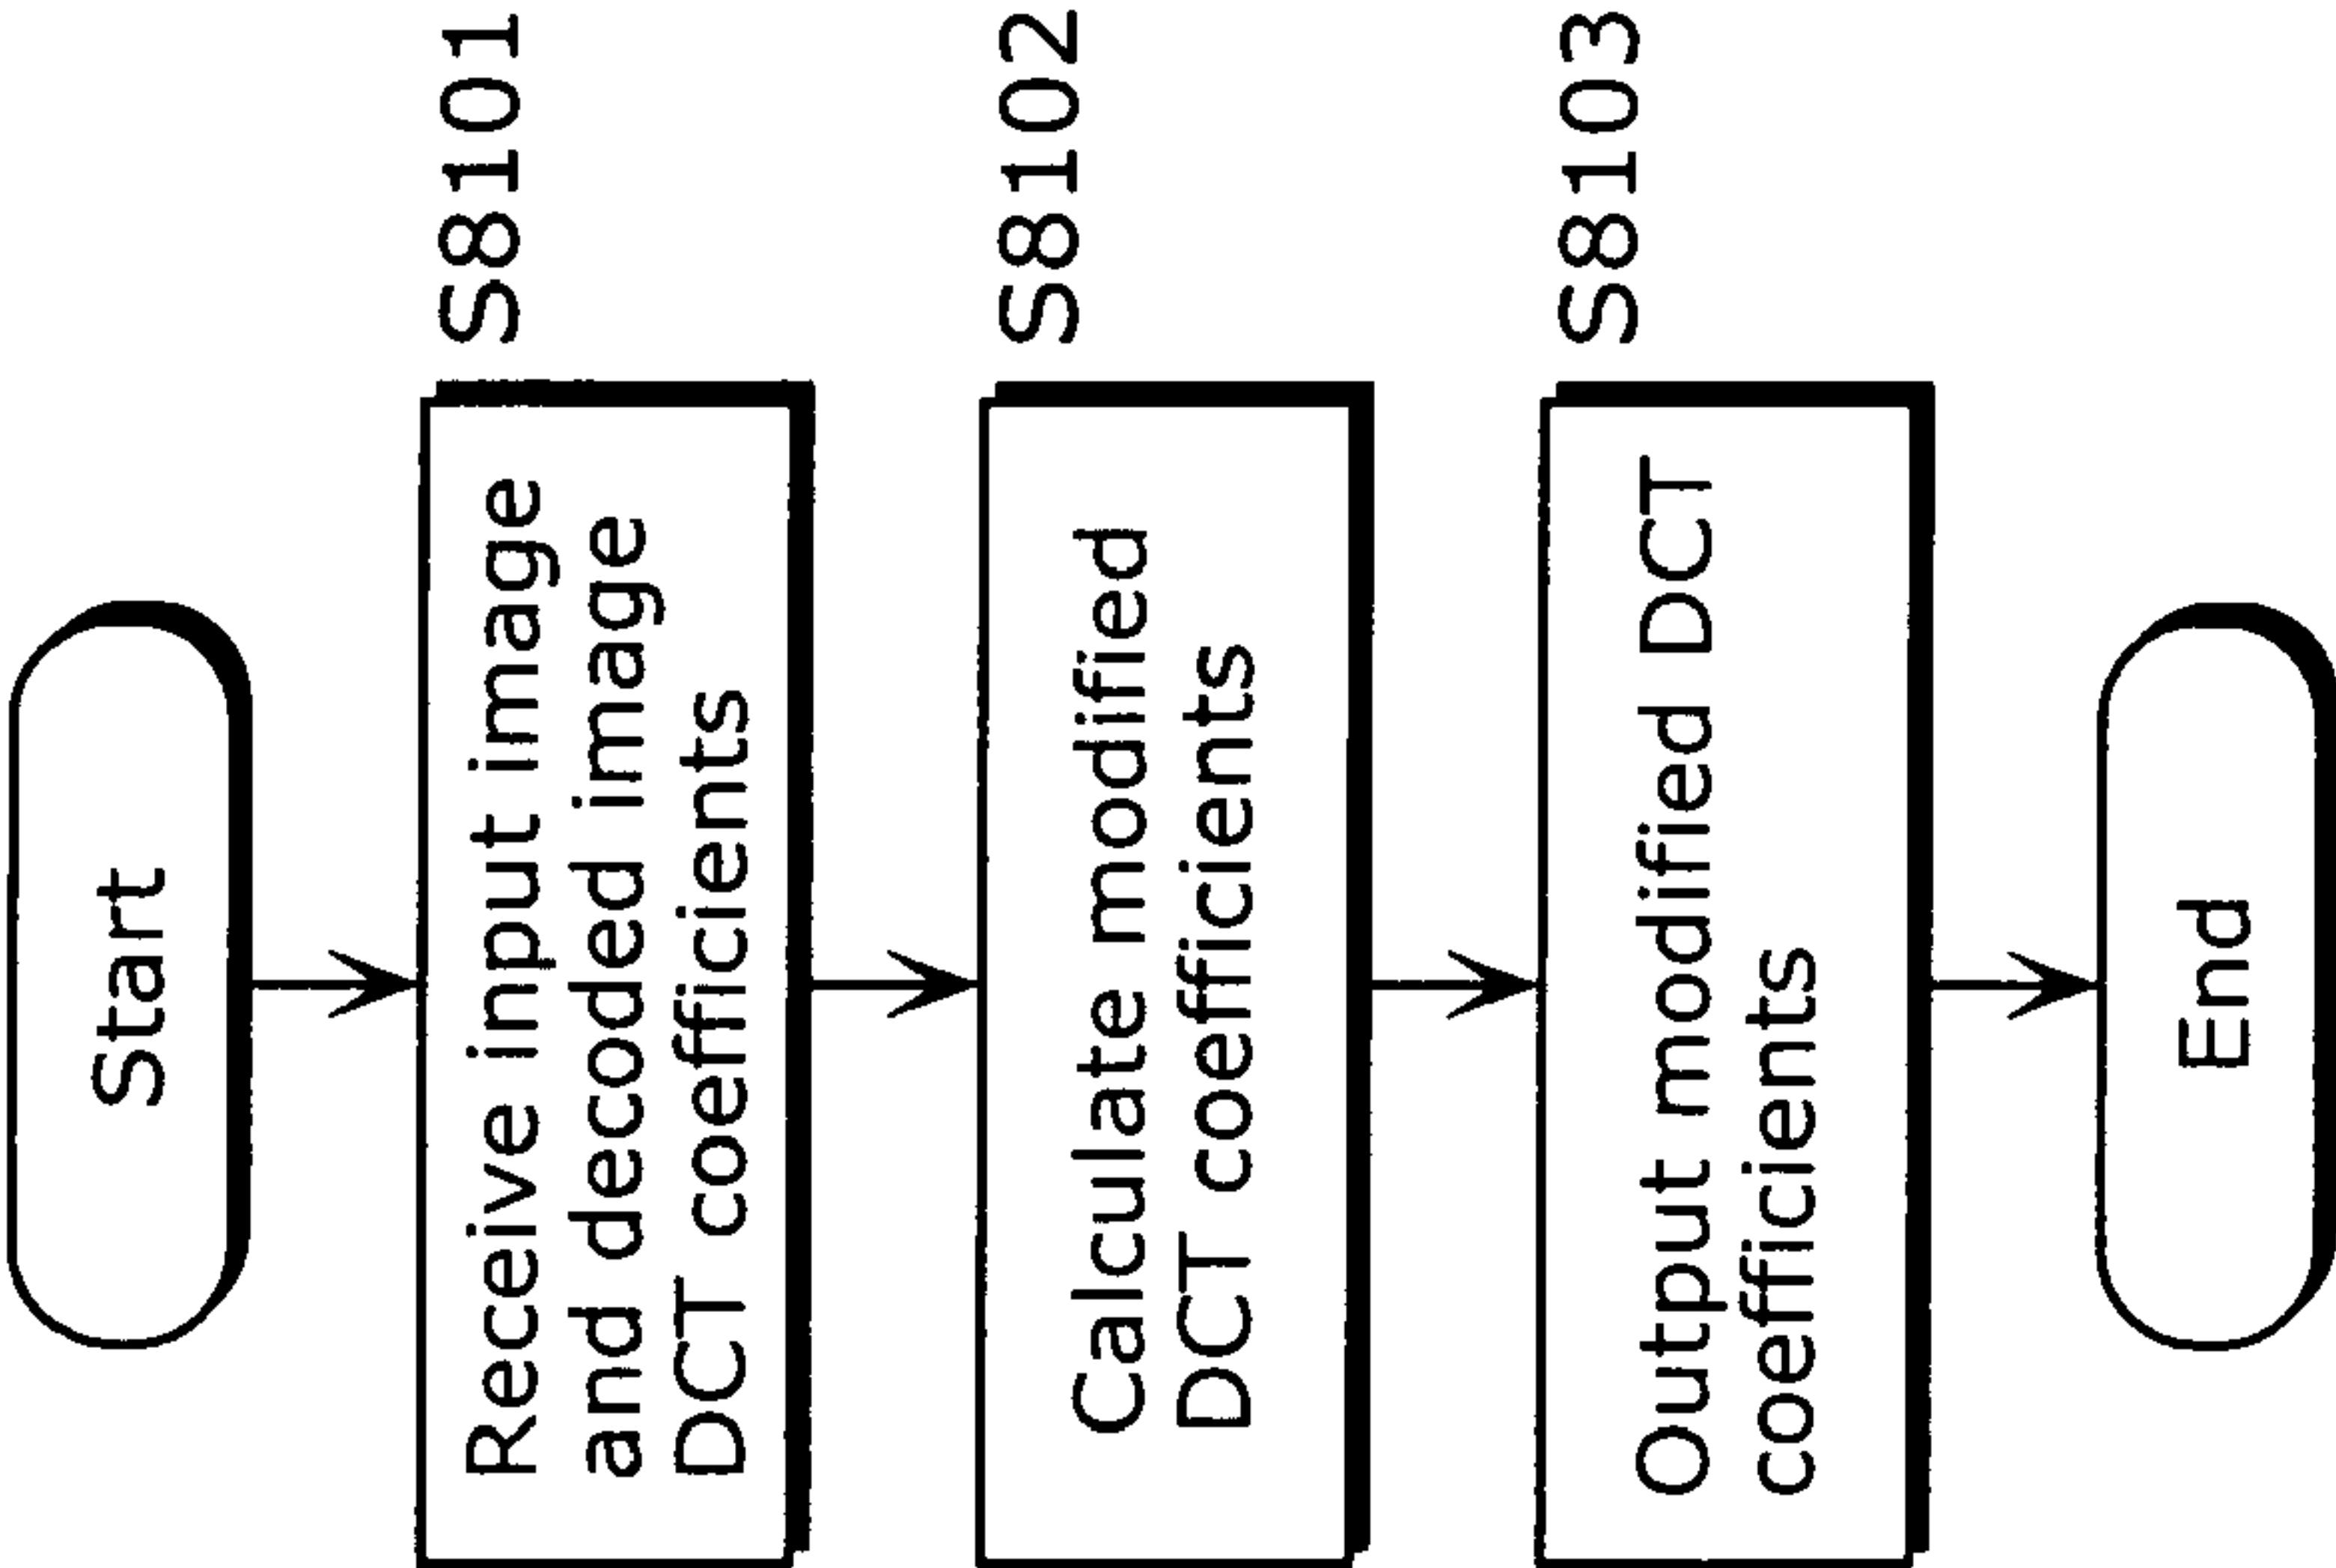 Start
S8101
Receive input image
and decoded image
DCT coefficients
S8102
Calculate modified
DCT coefficients
S8103
Output modified DCT
coefficients
End